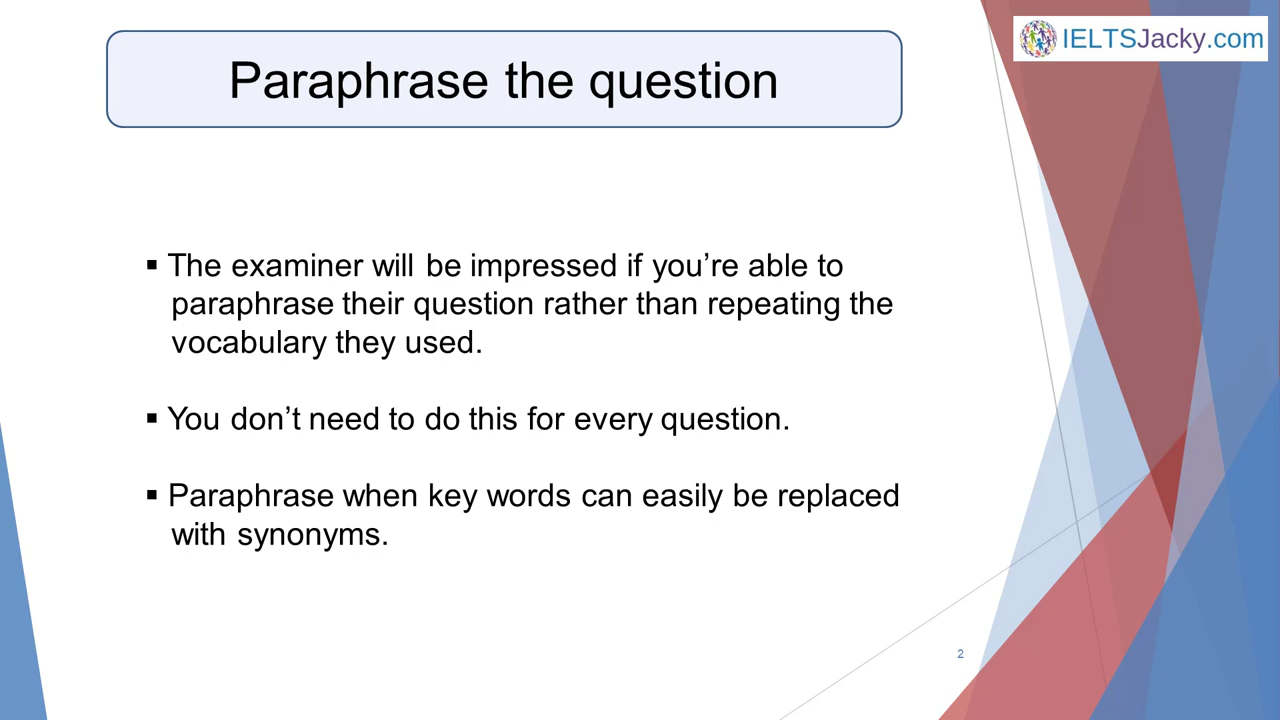 IELTSJacky.com
Paraphrase the question
▪ The examiner will be impressed if you’re able to
paraphrase their question rather than repeating the
vocabulary they used.
▪ You don’t need to do this for every question.
▪ Paraphrase when key words can easily be replaced
with synonyms.
2